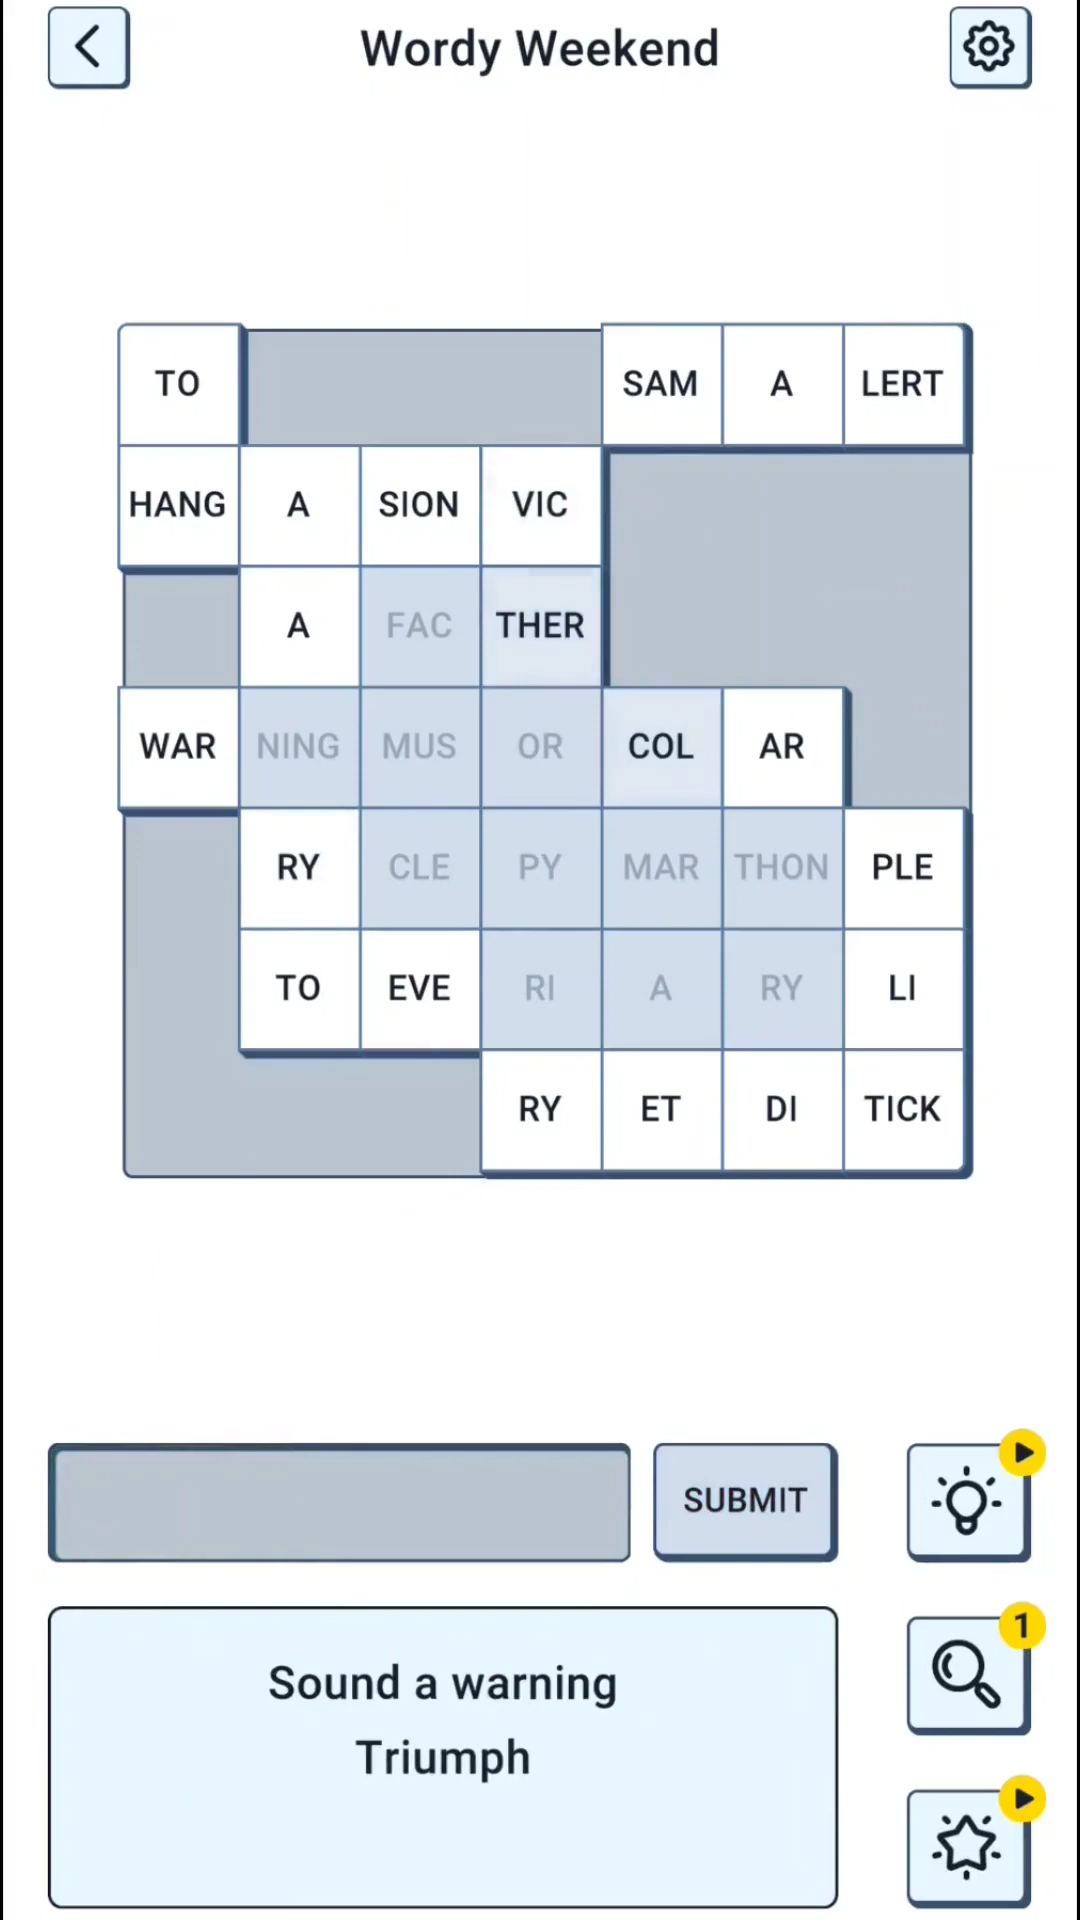 Wordy Weekend
TO SAM A LERT
HANG A SION VIC
A FAC THER
WAR NING MUS OR COL AR
RY CLE PY MAR THON PLE
TO EVE RI A RY LI
RY ET DI TICK
SUBMIT
1
Sound a warning
Triumph